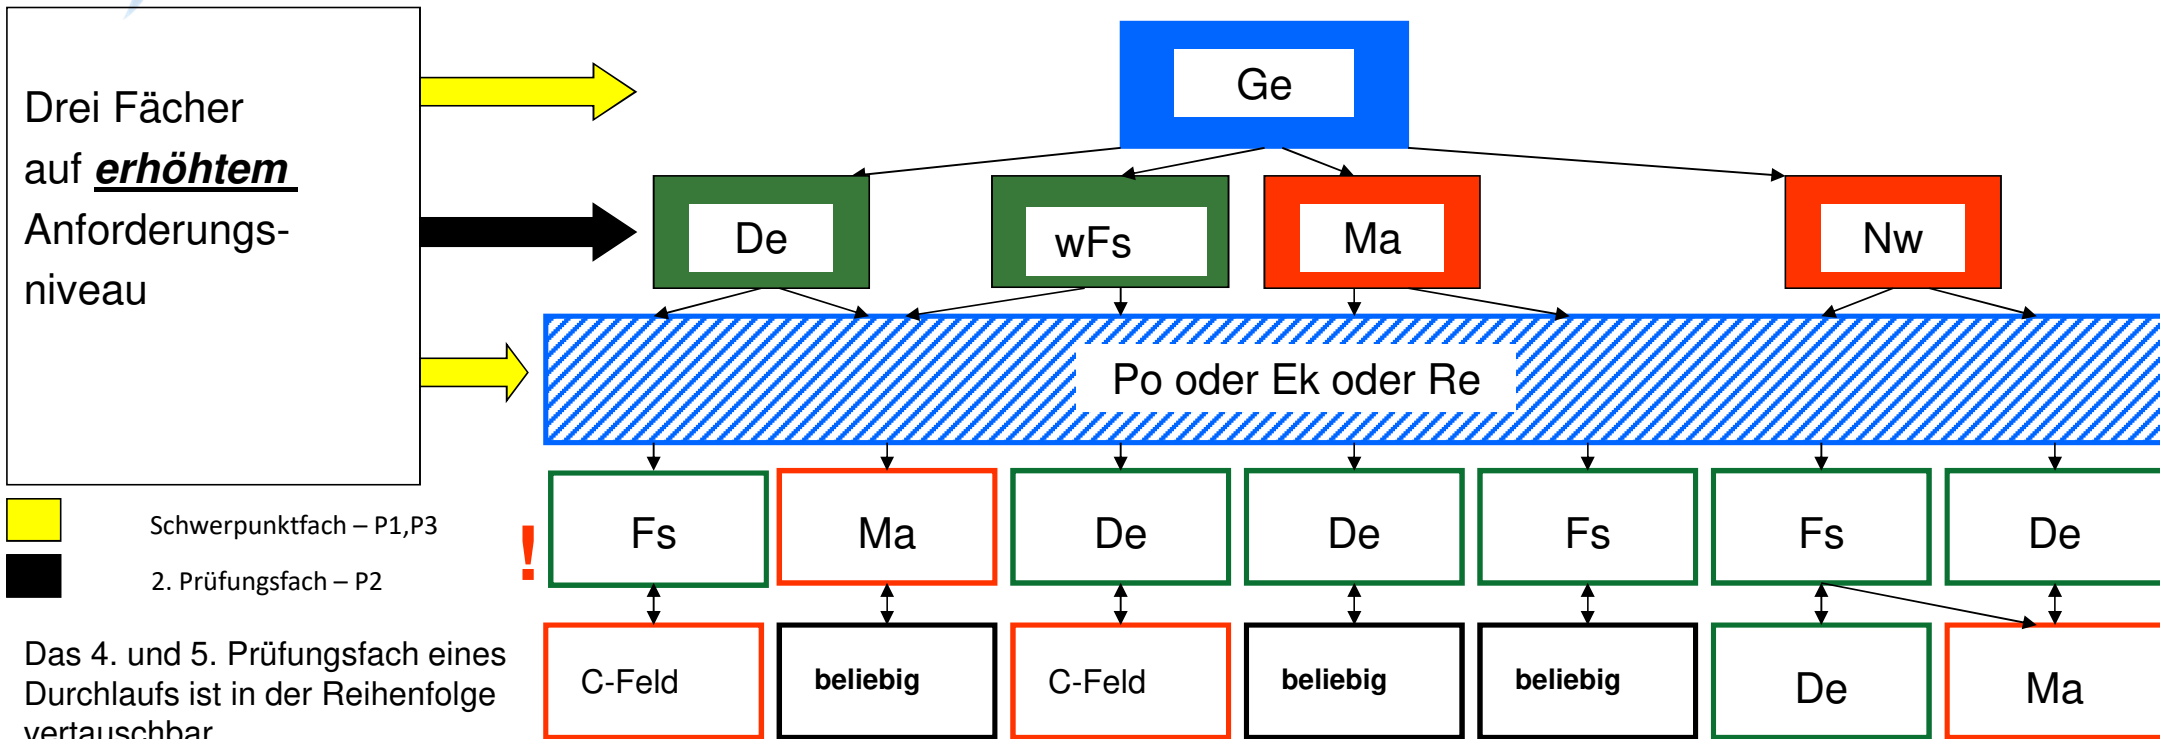 Drei Fächer
auf erhöhtem
Anforderungs-
niveau
Ge
De
wFs
Ma
Nw
Po oder Ek oder Re
Schwerpunktfach – P1,P3
2. Prüfungsfach – P2
!
Fs
Ma
De
De
Fs
Fs
De
C-Feld
beliebig
C-Feld
beliebig
beliebig
De
Ma
Das 4. und 5. Prüfungsfach eines
Durchlaufs ist in der Reihenfolge
vertauschbar